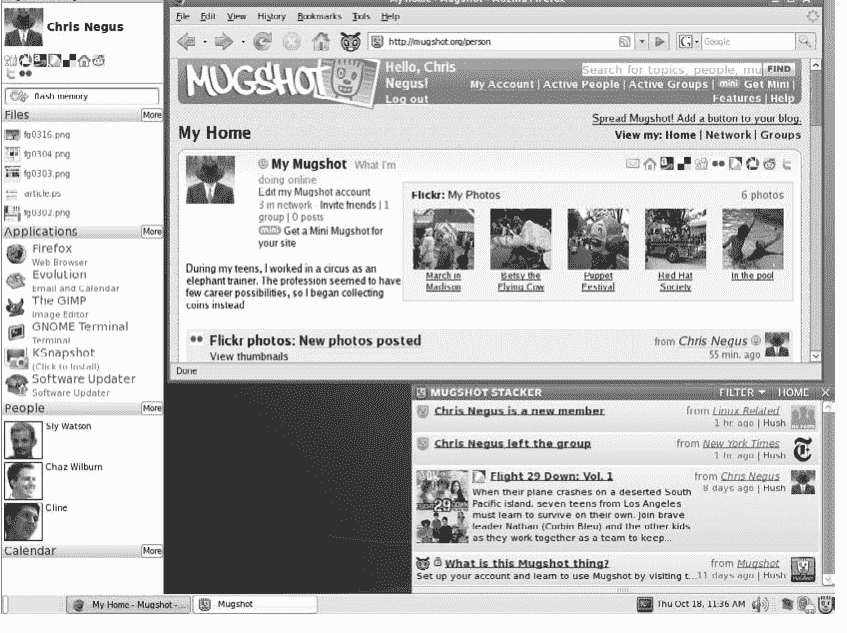 Chris Negus
flash memory
Files More
fg0316.png
fg0304.png
fg0303.png
article.ps
fg0302.png
Applications More
Firefox
Web Browser
Evolution
Email and Calendar
The GIMP
Image Editor
GNOME Terminal
Terminal
KSnapshot
(Click to Install)
Software Updater
Software Updater
People More
Sly Watson
Chaz Wilburn
Cline
Calendar More
My Home - Mugshot - Mozilla Firefox
File Edit View History Bookmarks Tools Help
http://mugshot.org/person
Google
MUGSHOT
Hello, Chris
Negus!
Log out
Search for topics, people, mu FIND
My Account | Active People | Active Groups | mini Get Mini |
Features | Help
Spread Mugshot! Add a button to your blog.
My Home
View my: Home | Network | Groups
My Mugshot What I'm
doing online
Edit my Mugshot account
3 in network · Invite friends | 1
group | 0 posts
mini Get a Mini Mugshot for
your site
During my teens, I worked in a circus as an
elephant trainer. The profession seemed to have
few career possibilities, so I began collecting
coins instead
Flickr: My Photos 6 photos
March in
Madison
Betsy the
Flying Cow
Puppet
Festival
Red Hat
Society
In the pool
Flickr photos: New photos posted
from Chris Negus
View thumbnails
55 min. ago
Done
MUGSHOT STACKER FILTER HOME X
Chris Negus is a new member
from Linux Related
1 hr. ago | Hush
Chris Negus left the group
from New York Times
1 hr. ago | Hush
Flight 29 Down: Vol. 1
from Chris Negus
8 days ago | Hush
29
When their plane crashes on a deserted South
Pacific island, seven teens from Los Angeles
must learn to survive on their own. Join brave
leader Nathan (Corbin Bleu) and the other kids
as they work together as a team to keep...
What is this Mugshot thing?
from Mugshot
Set up your account and learn to use Mugshot by visiting t...
11 days ago | Hush
My Home - Mugshot -...
Mugshot
Thu Oct 18, 11:36 AM